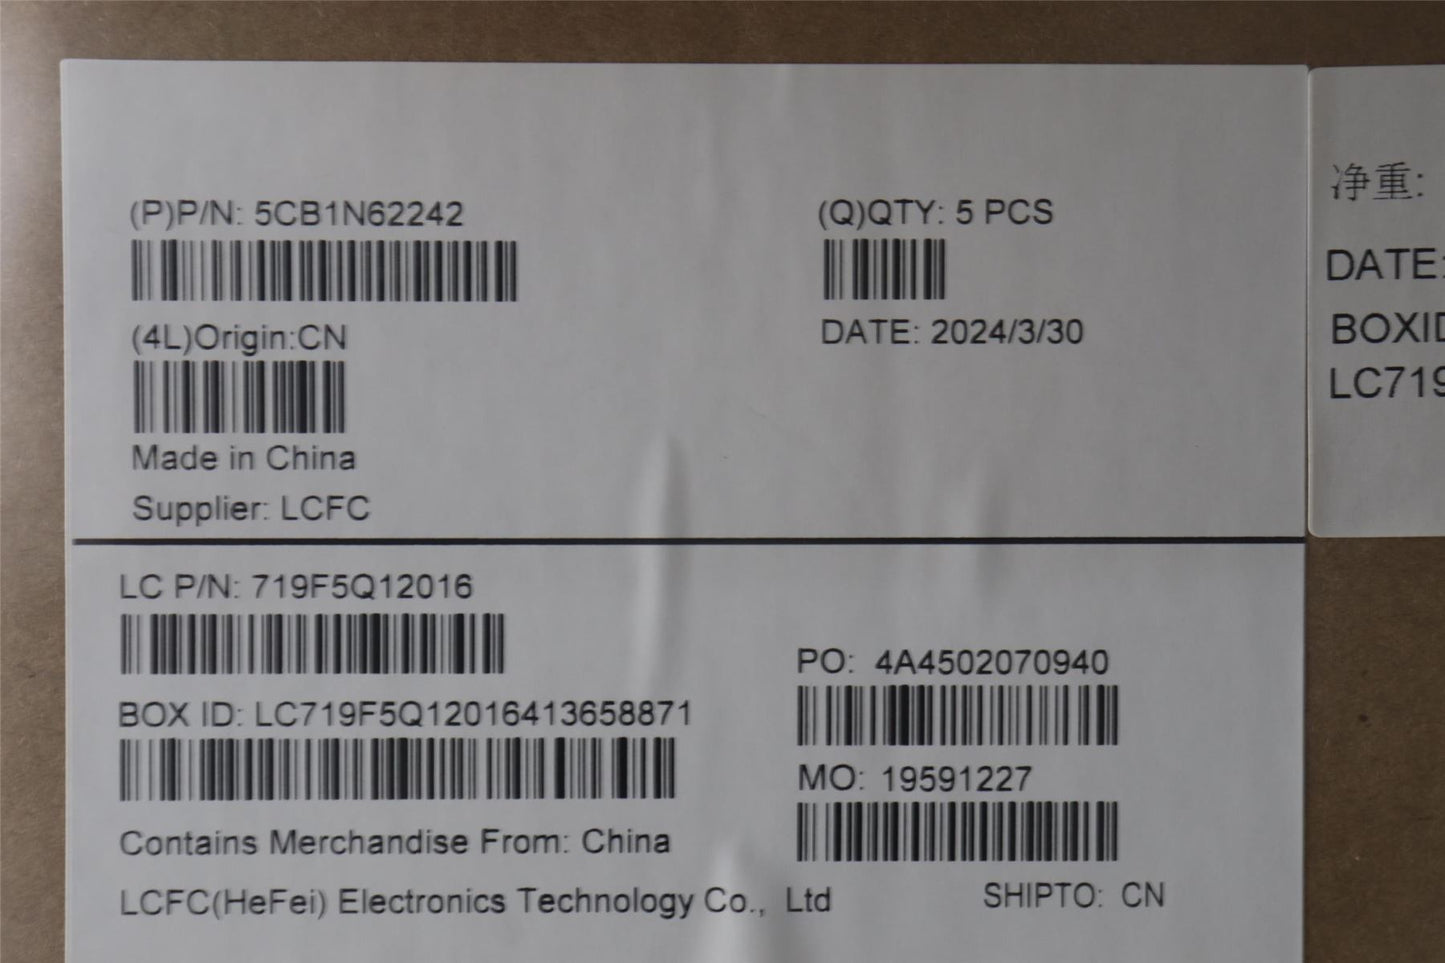 (P)P/N: 5CB1N62242
(Q)QTY: 5 PCS
(4L)Origin:CN
DATE: 2024/3/30
Made in China
Supplier: LCFC
LC P/N: 719F5Q12016
PO: 4A4502070940
BOX ID: LC719F5Q12016413658871
MO: 19591227
Contains Merchandise From: China
LCFC(HeFei) Electronics Technology Co., Ltd
SHIPTO: CN
净重:
DATE:
BOXID
LC719